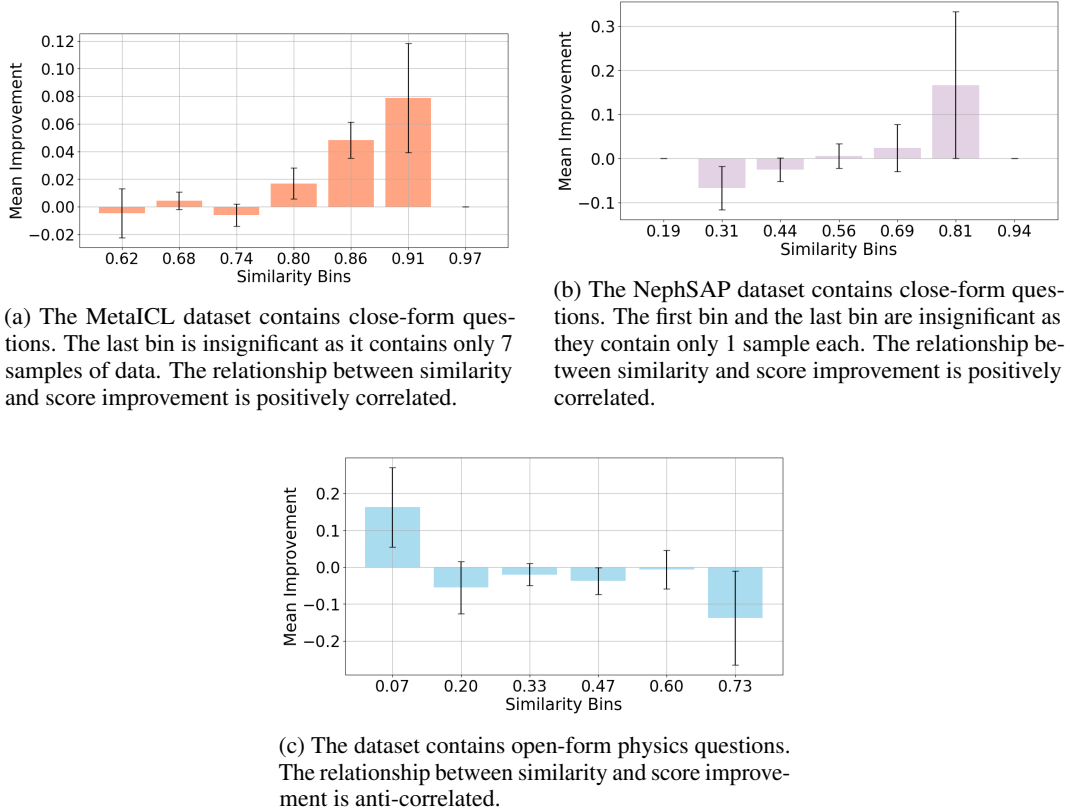 0.12
0.10
0.08
0.06
0.04
0.02
0.00
−0.02
Mean Improvement
0.62 0.68 0.74 0.80 0.86 0.91 0.97
Similarity Bins
(a) The MetaICL dataset contains close-form ques-
tions. The last bin is insignificant as it contains only 7
samples of data. The relationship between similarity
and score improvement is positively correlated.
0.3
0.2
0.1
0.0
−0.1
Mean Improvement
0.19 0.31 0.44 0.56 0.69 0.81 0.94
Similarity Bins
(b) The NephSAP dataset contains close-form ques-
tions. The first bin and the last bin are insignificant as
they contain only 1 sample each. The relationship be-
tween similarity and score improvement is positively
correlated.
0.2
0.1
0.0
−0.1
−0.2
Mean Improvement
0.07 0.20 0.33 0.47 0.60 0.73
Similarity Bins
(c) The dataset contains open-form physics questions.
The relationship between similarity and score improve-
ment is anti-correlated.